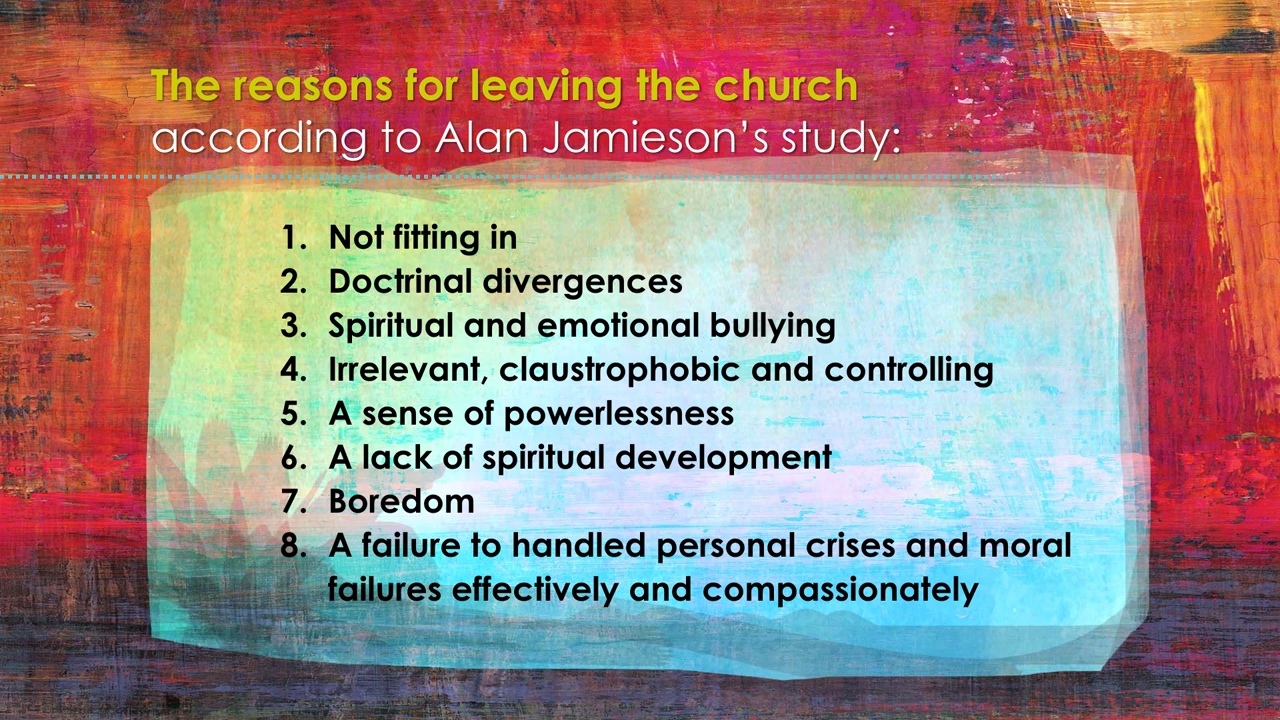 The reasons for leaving the church
according to Alan Jamieson’s study:
1. Not fitting in
2. Doctrinal divergences
3. Spiritual and emotional bullying
4. Irrelevant, claustrophobic and controlling
5. A sense of powerlessness
6. A lack of spiritual development
7. Boredom
8. A failure to handled personal crises and moral
failures effectively and compassionately